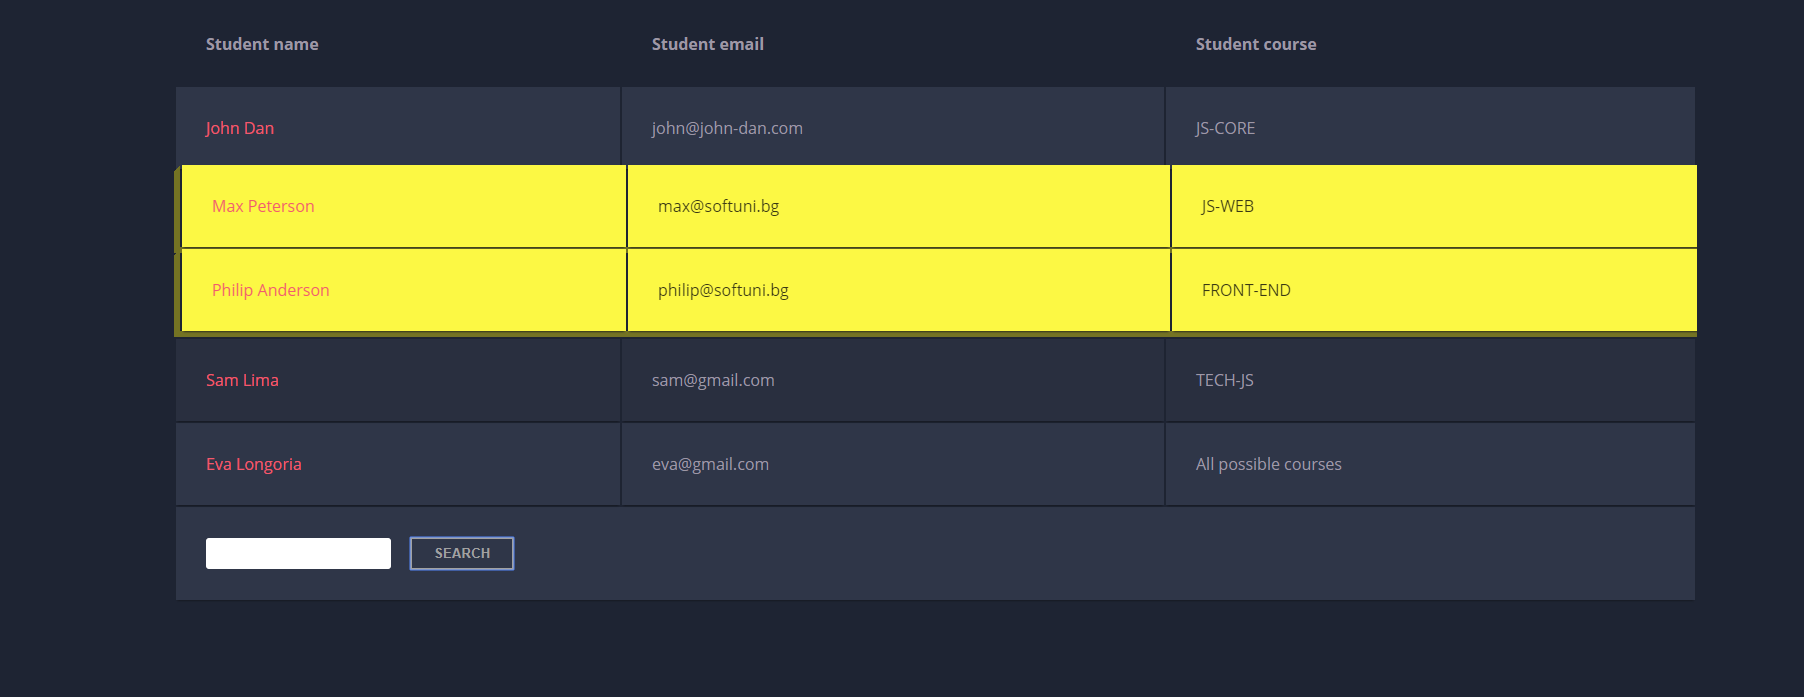 Student name Student email Student course
John Dan john@john-dan.com JS-CORE
Max Peterson max@softuni.bg JS-WEB
Philip Anderson philip@softuni.bg FRONT-END
Sam Lima sam@gmail.com TECH-JS
Eva Longoria eva@gmail.com All possible courses
SEARCH